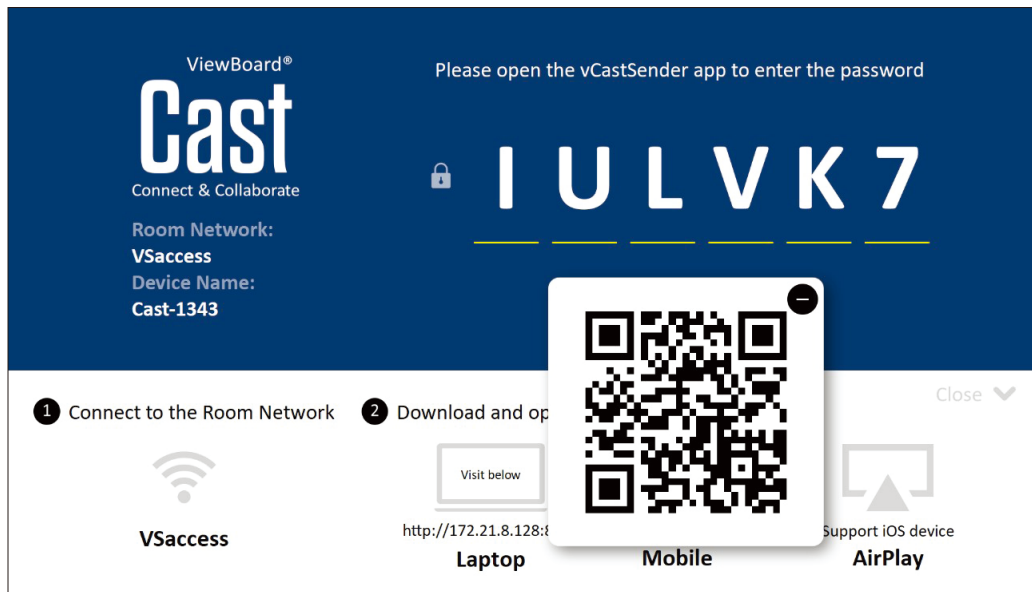 ViewBoard®
Cast
Connect & Collaborate
Room Network:
VSaccess
Device Name:
Cast-1343
Please open the vCastSender app to enter the password
I U L V K 7
Close
1 Connect to the Room Network
2 Download and op
VSaccess
Visit below
http://172.21.8.128:8
Laptop
Mobile
Support iOS device
AirPlay